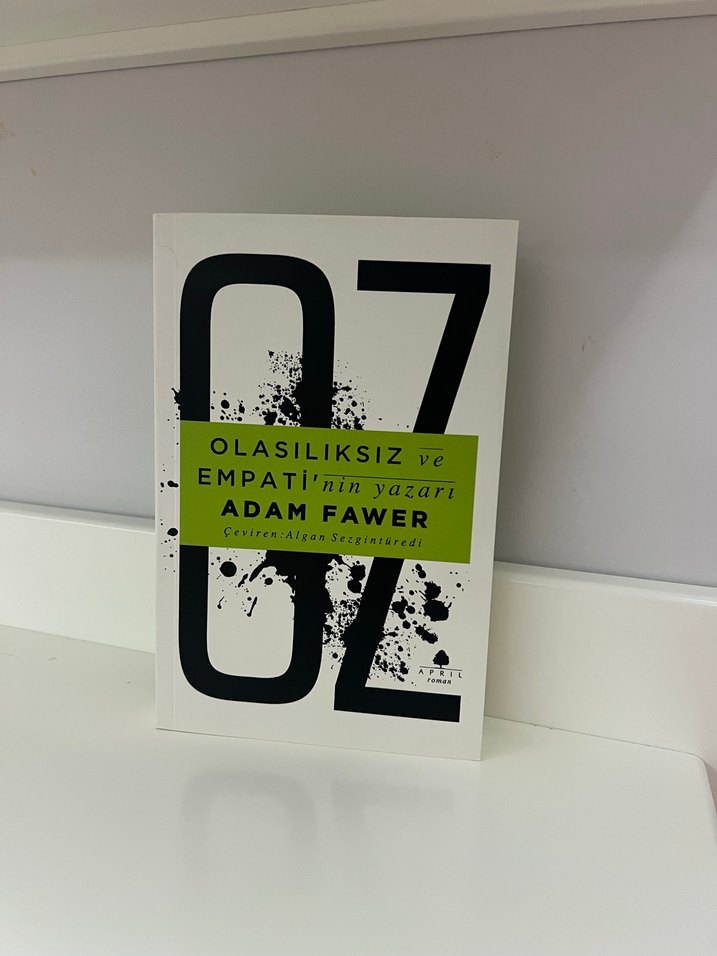 OZ
OLASILIKSIZ ve
EMPATİ'nin yazarı
ADAM FAWER
Çeviren:Algan Sezgintüredi
APRIL
roman